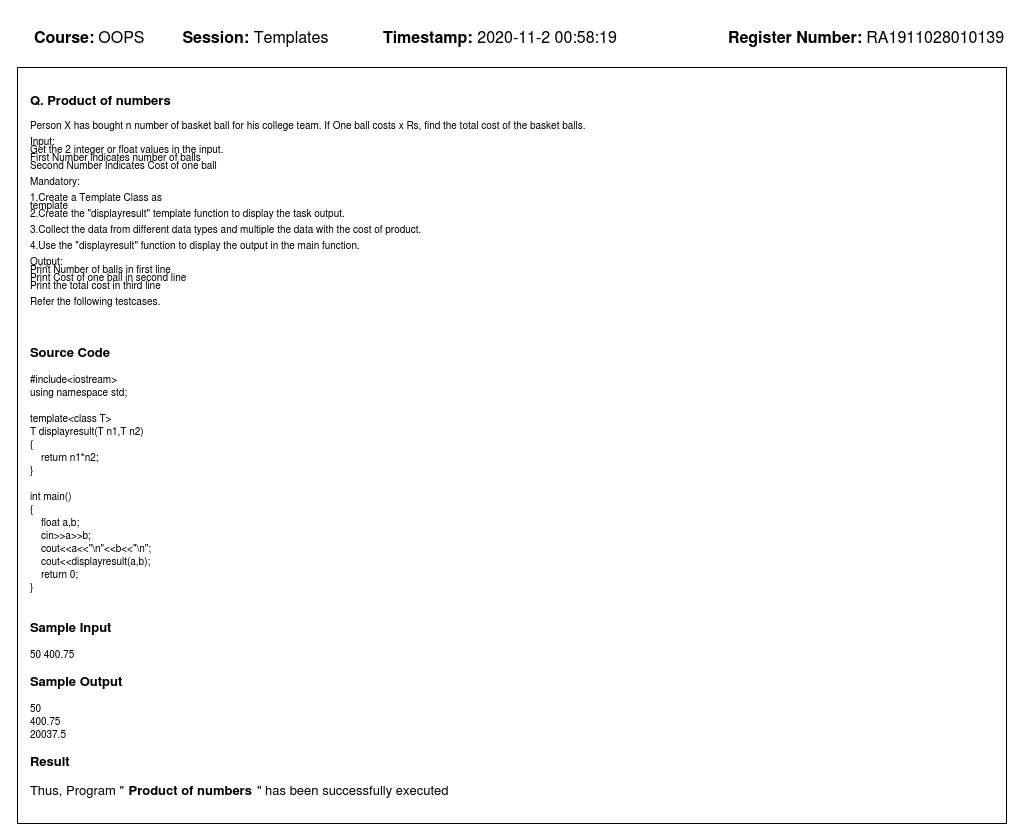 Course: OOPS Session: Templates Timestamp: 2020-11-2 00:58:19 Register Number: RA1911028010139
Q. Product of numbers
Person X has bought n number of basket ball for his college team. If One ball costs x Rs, find the total cost of the basket balls.
Input:
Get the 2 integer or float values in the input.
First Number indicates number of balls
Second Number Indicates Cost of one ball
Mandatory:
1.Create a Template Class as
template
2.Create the "displayresult" template function to display the task output.
3.Collect the data from different data types and multiple the data with the cost of product.
4.Use the "displayresult" function to display the output in the main function.
Output:
Print Number of balls in first line
Print Cost of one ball in second line
Print the total cost in third line
Refer the following testcases.
Source Code
#include<iostream>
using namespace std;
template<class T>
T displayresult(T n1,T n2)
{
return n1*n2;
}
int main()
{
float a,b;
cin>>a>>b;
cout<<a<<"\n"<<b<<"\n";
cout<<displayresult(a,b);
return 0;
}
Sample Input
50 400.75
Sample Output
50
400.75
20037.5
Result
Thus, Program " Product of numbers " has been successfully executed